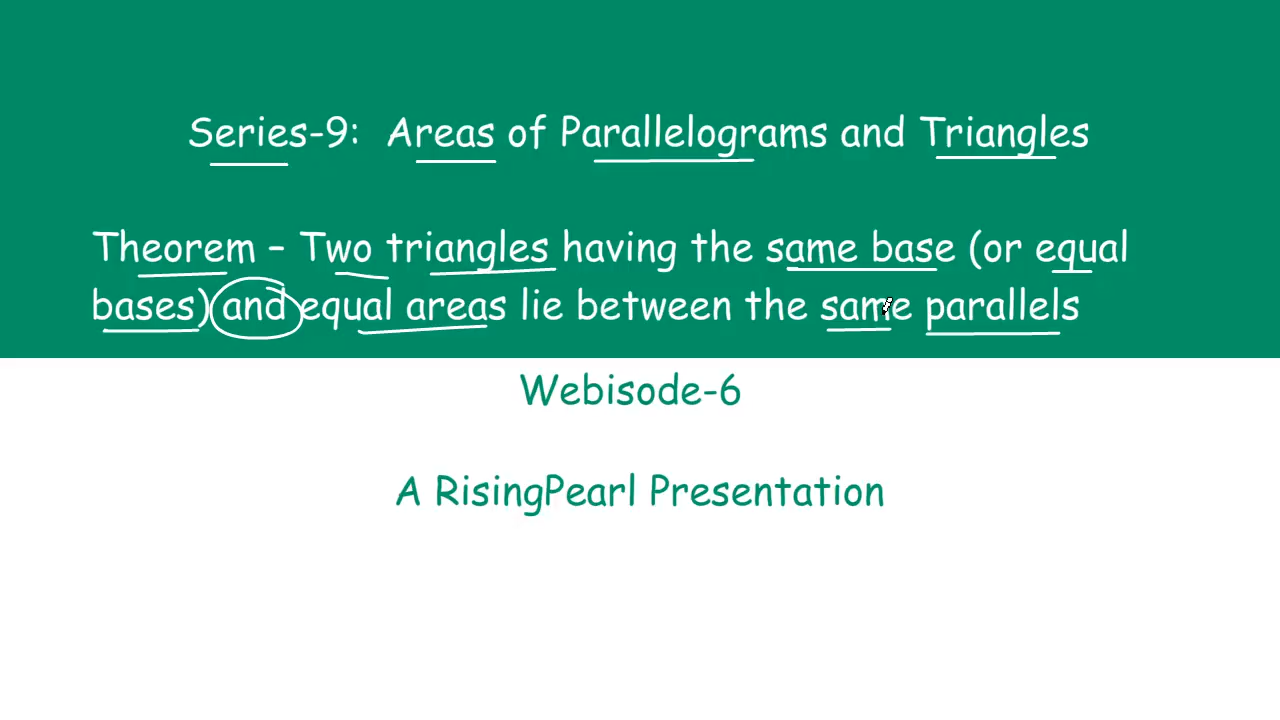 Series-9: Areas of Parallelograms and Triangles
Theorem – Two triangles having the same base (or equal
bases) and equal areas lie between the same parallels
Webisode-6
A RisingPearl Presentation